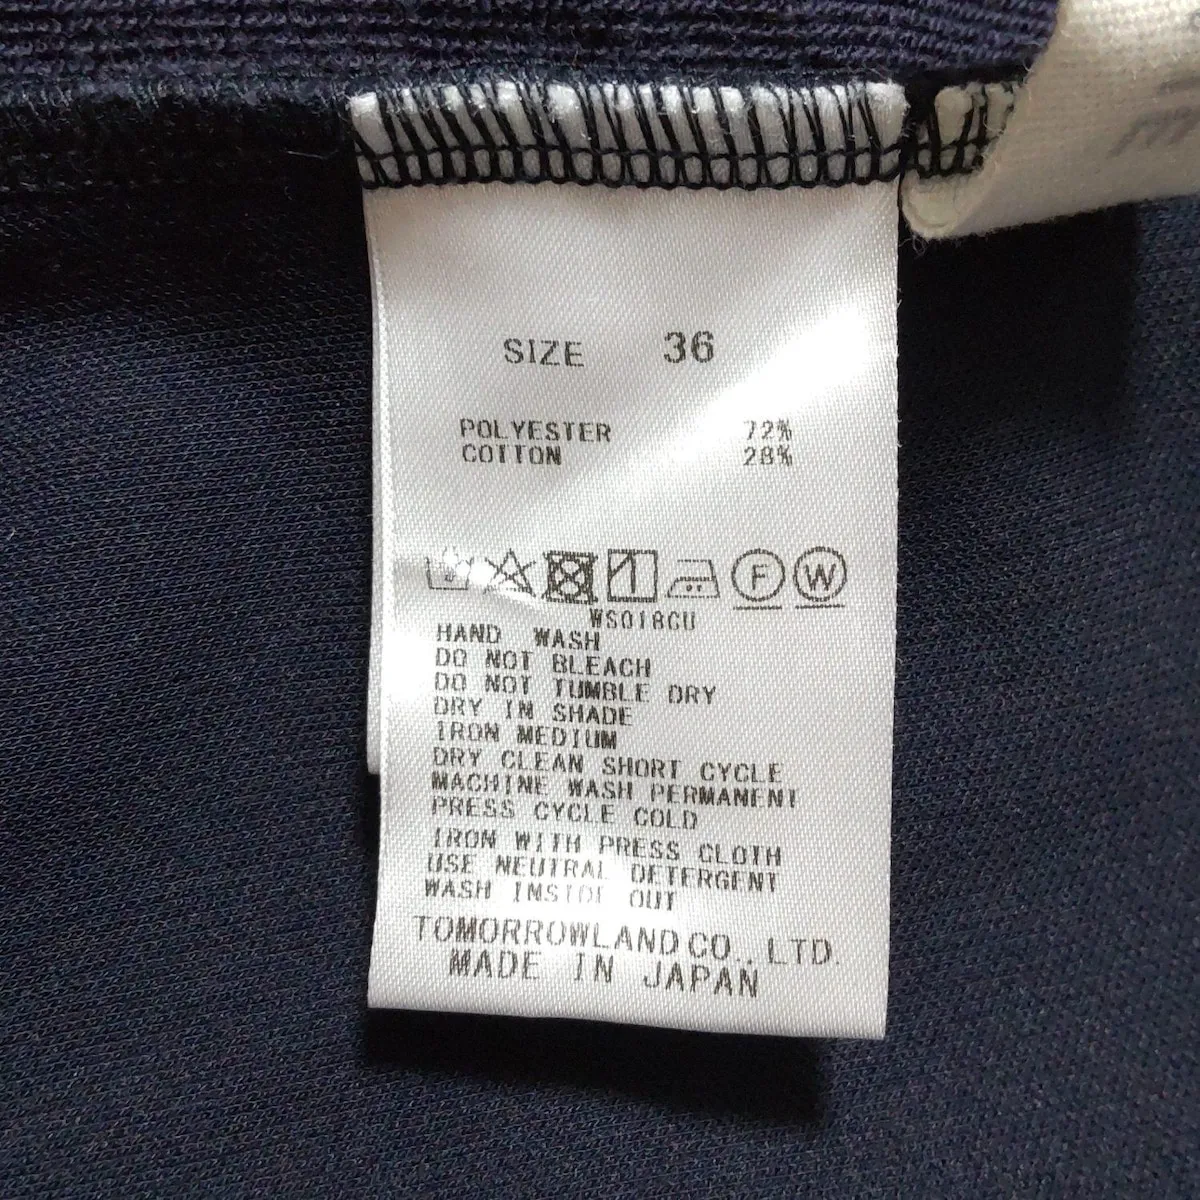 SIZE 36
POLYESTER 72%
COTTON 28%
F W
WS018CU
HAND WASH
DO NOT BLEACH
DO NOT TUMBLE DRY
DRY IN SHADE
IRON MEDIUM
DRY CLEAN SHORT CYCLE
MACHINE WASH PERMANENT
PRESS CYCLE COLD
IRON WITH PRESS CLOTH
USE NEUTRAL DETERGENT
WASH INSIDE OUT
TOMORROWLAND CO., LTD.
MADE IN JAPAN